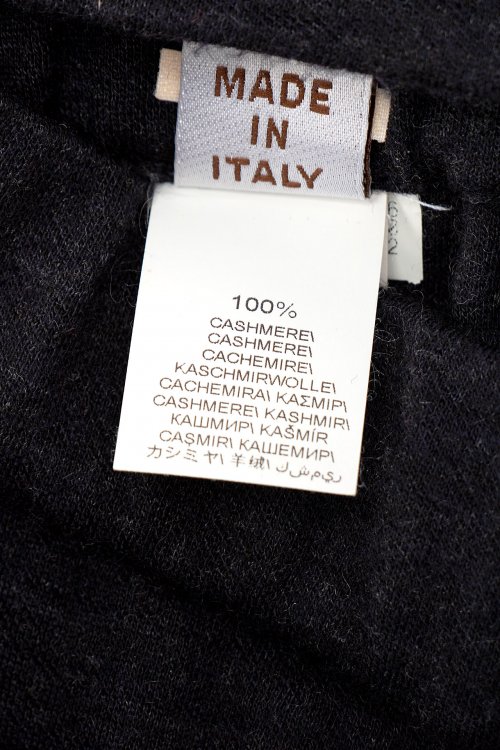 MADE
IN
ITALY
100%
CASHMERE\
CASHMERE\
CACHEMIRE\
KASCHMIRWOLLE\
CACHEMIRA\ ΚΑΣΜΙΡ\
CASHMERE\ KASHMIR\
КАШМИР\ KAŠMÍR
CAŞMIR\ КАШЕМИР\
カシミヤ\ 羊绒\ ك ش م ي ر